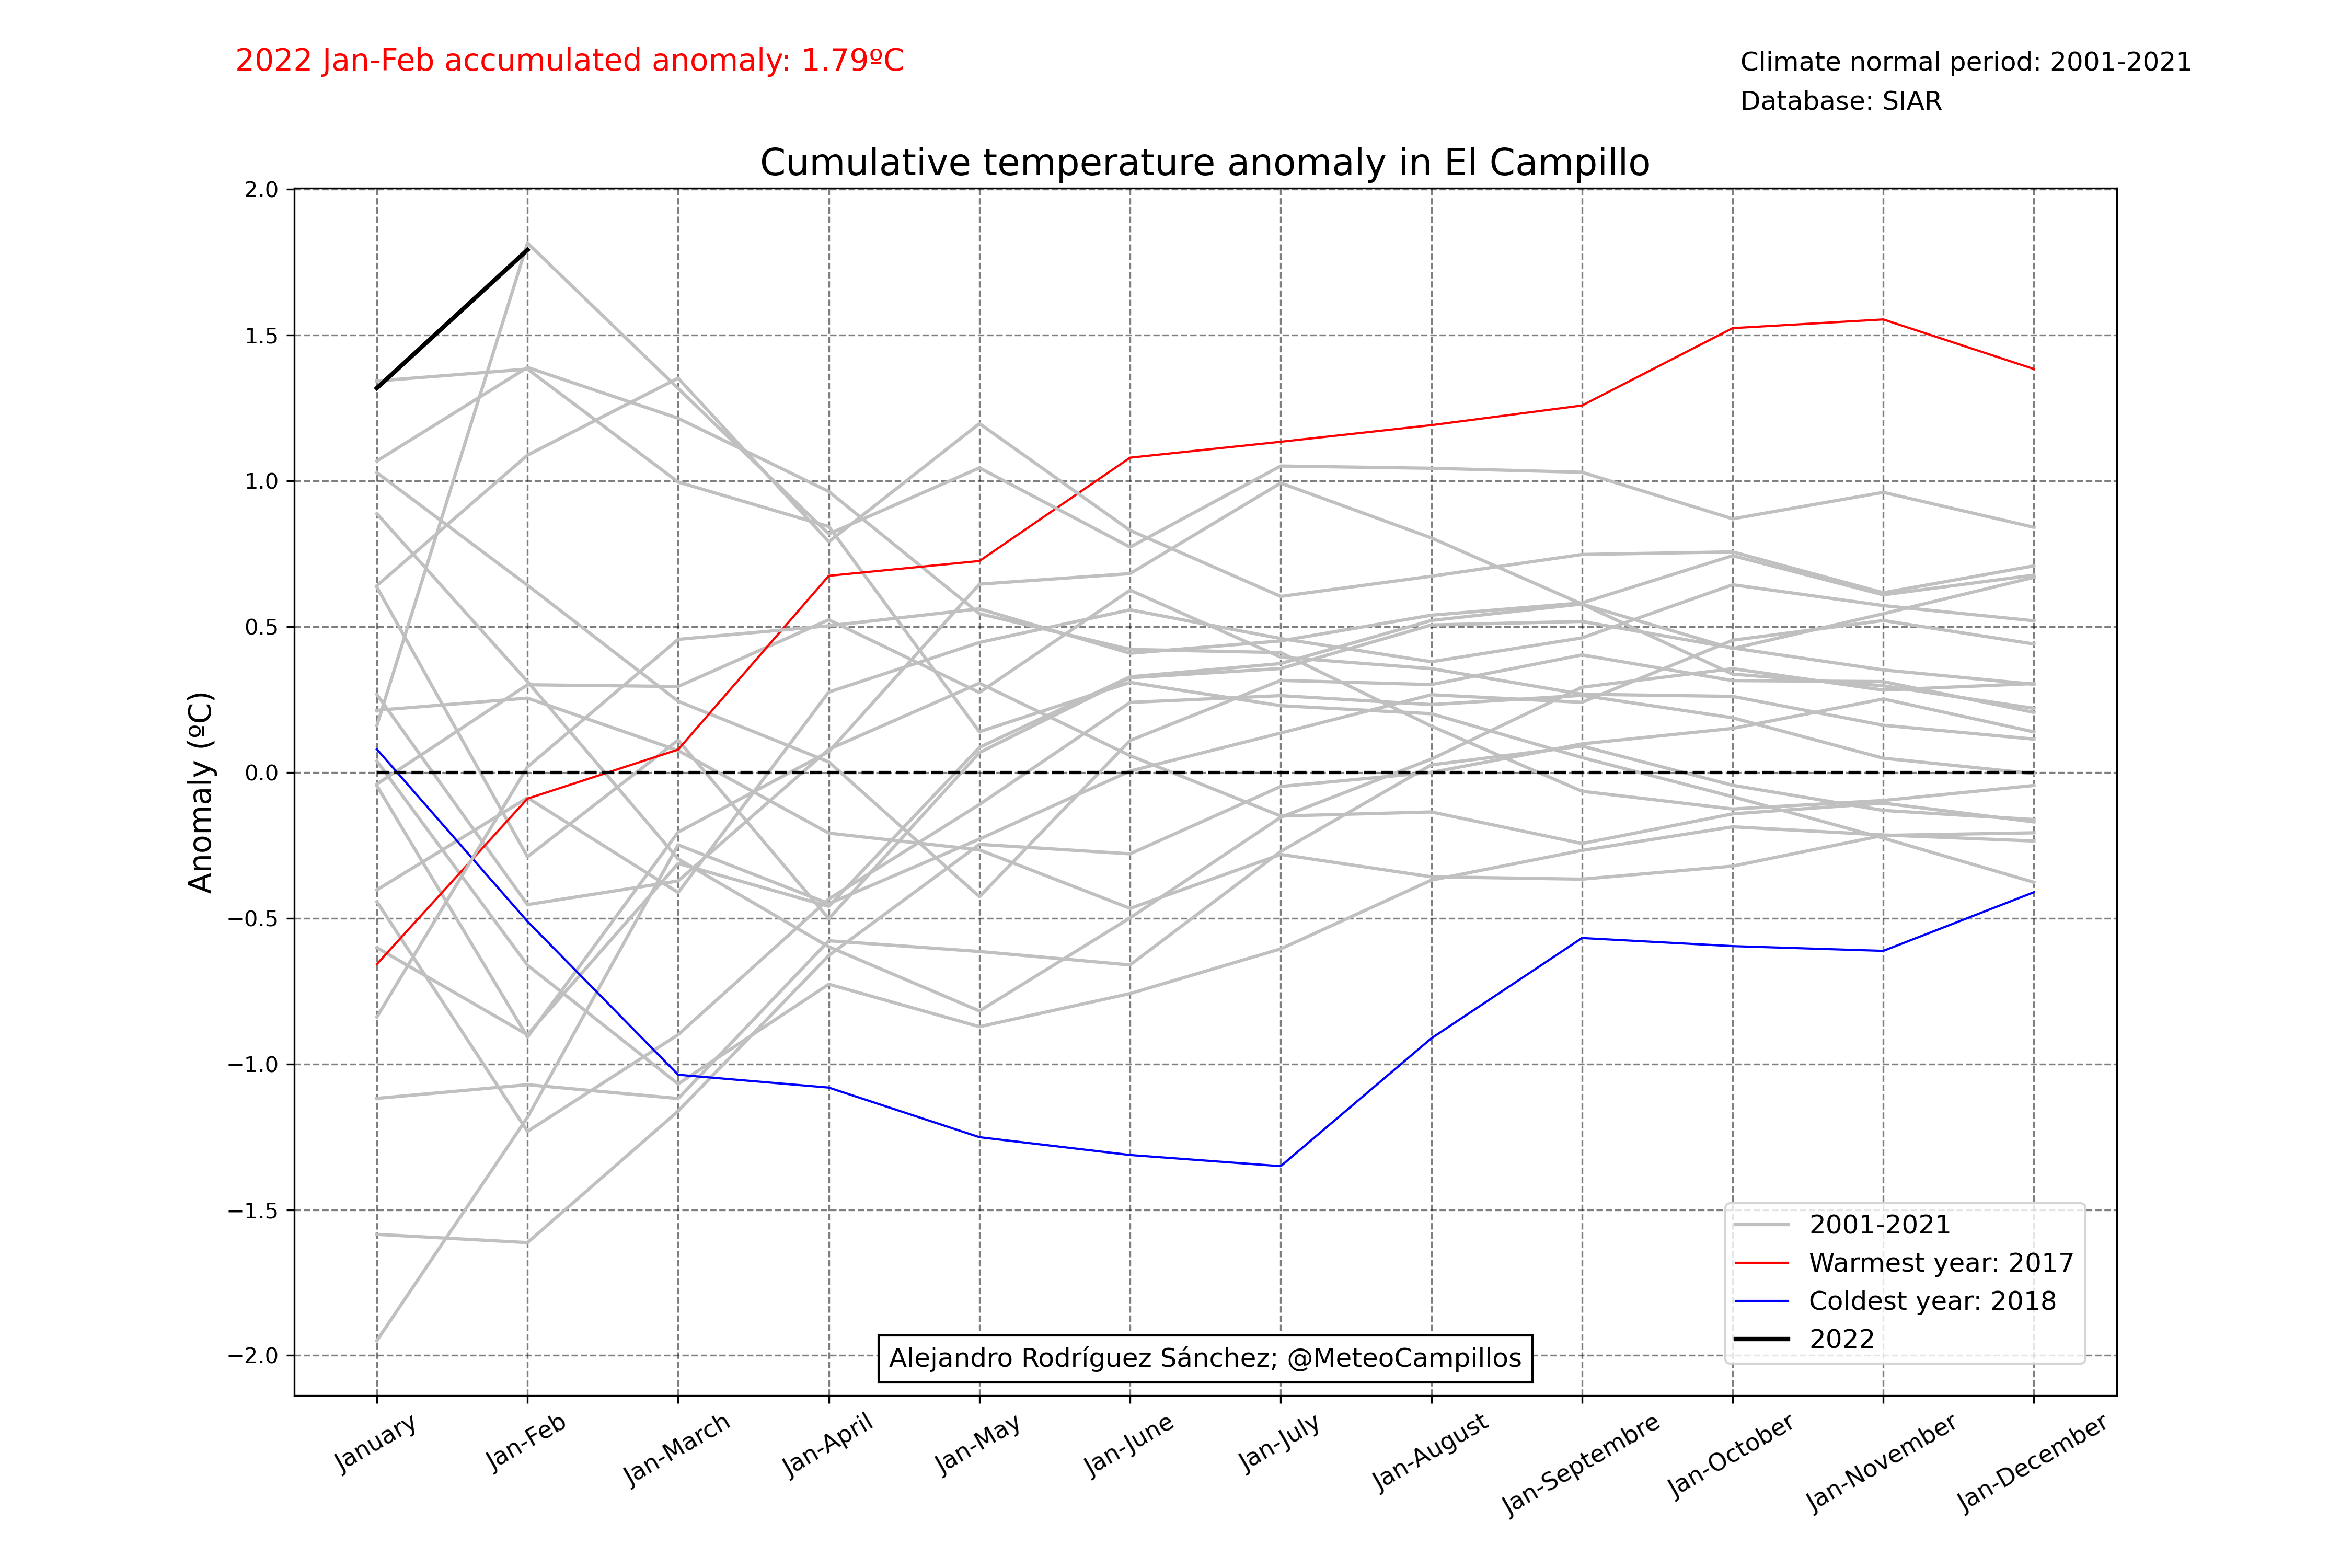 2022 Jan-Feb accumulated anomaly: 1.79ºC
Climate normal period: 2001-2021
Database: SIAR
Cumulative temperature anomaly in El Campillo
Anomaly (ºC)
2.0
1.5
1.0
0.5
0.0
−0.5
−1.0
−1.5
−2.0
2001-2021
Warmest year: 2017
Coldest year: 2018
2022
Alejandro Rodríguez Sánchez; @MeteoCampillos
January
Jan-Feb
Jan-March
Jan-April
Jan-May
Jan-June
Jan-July
Jan-August
Jan-Septembre
Jan-October
Jan-November
Jan-December